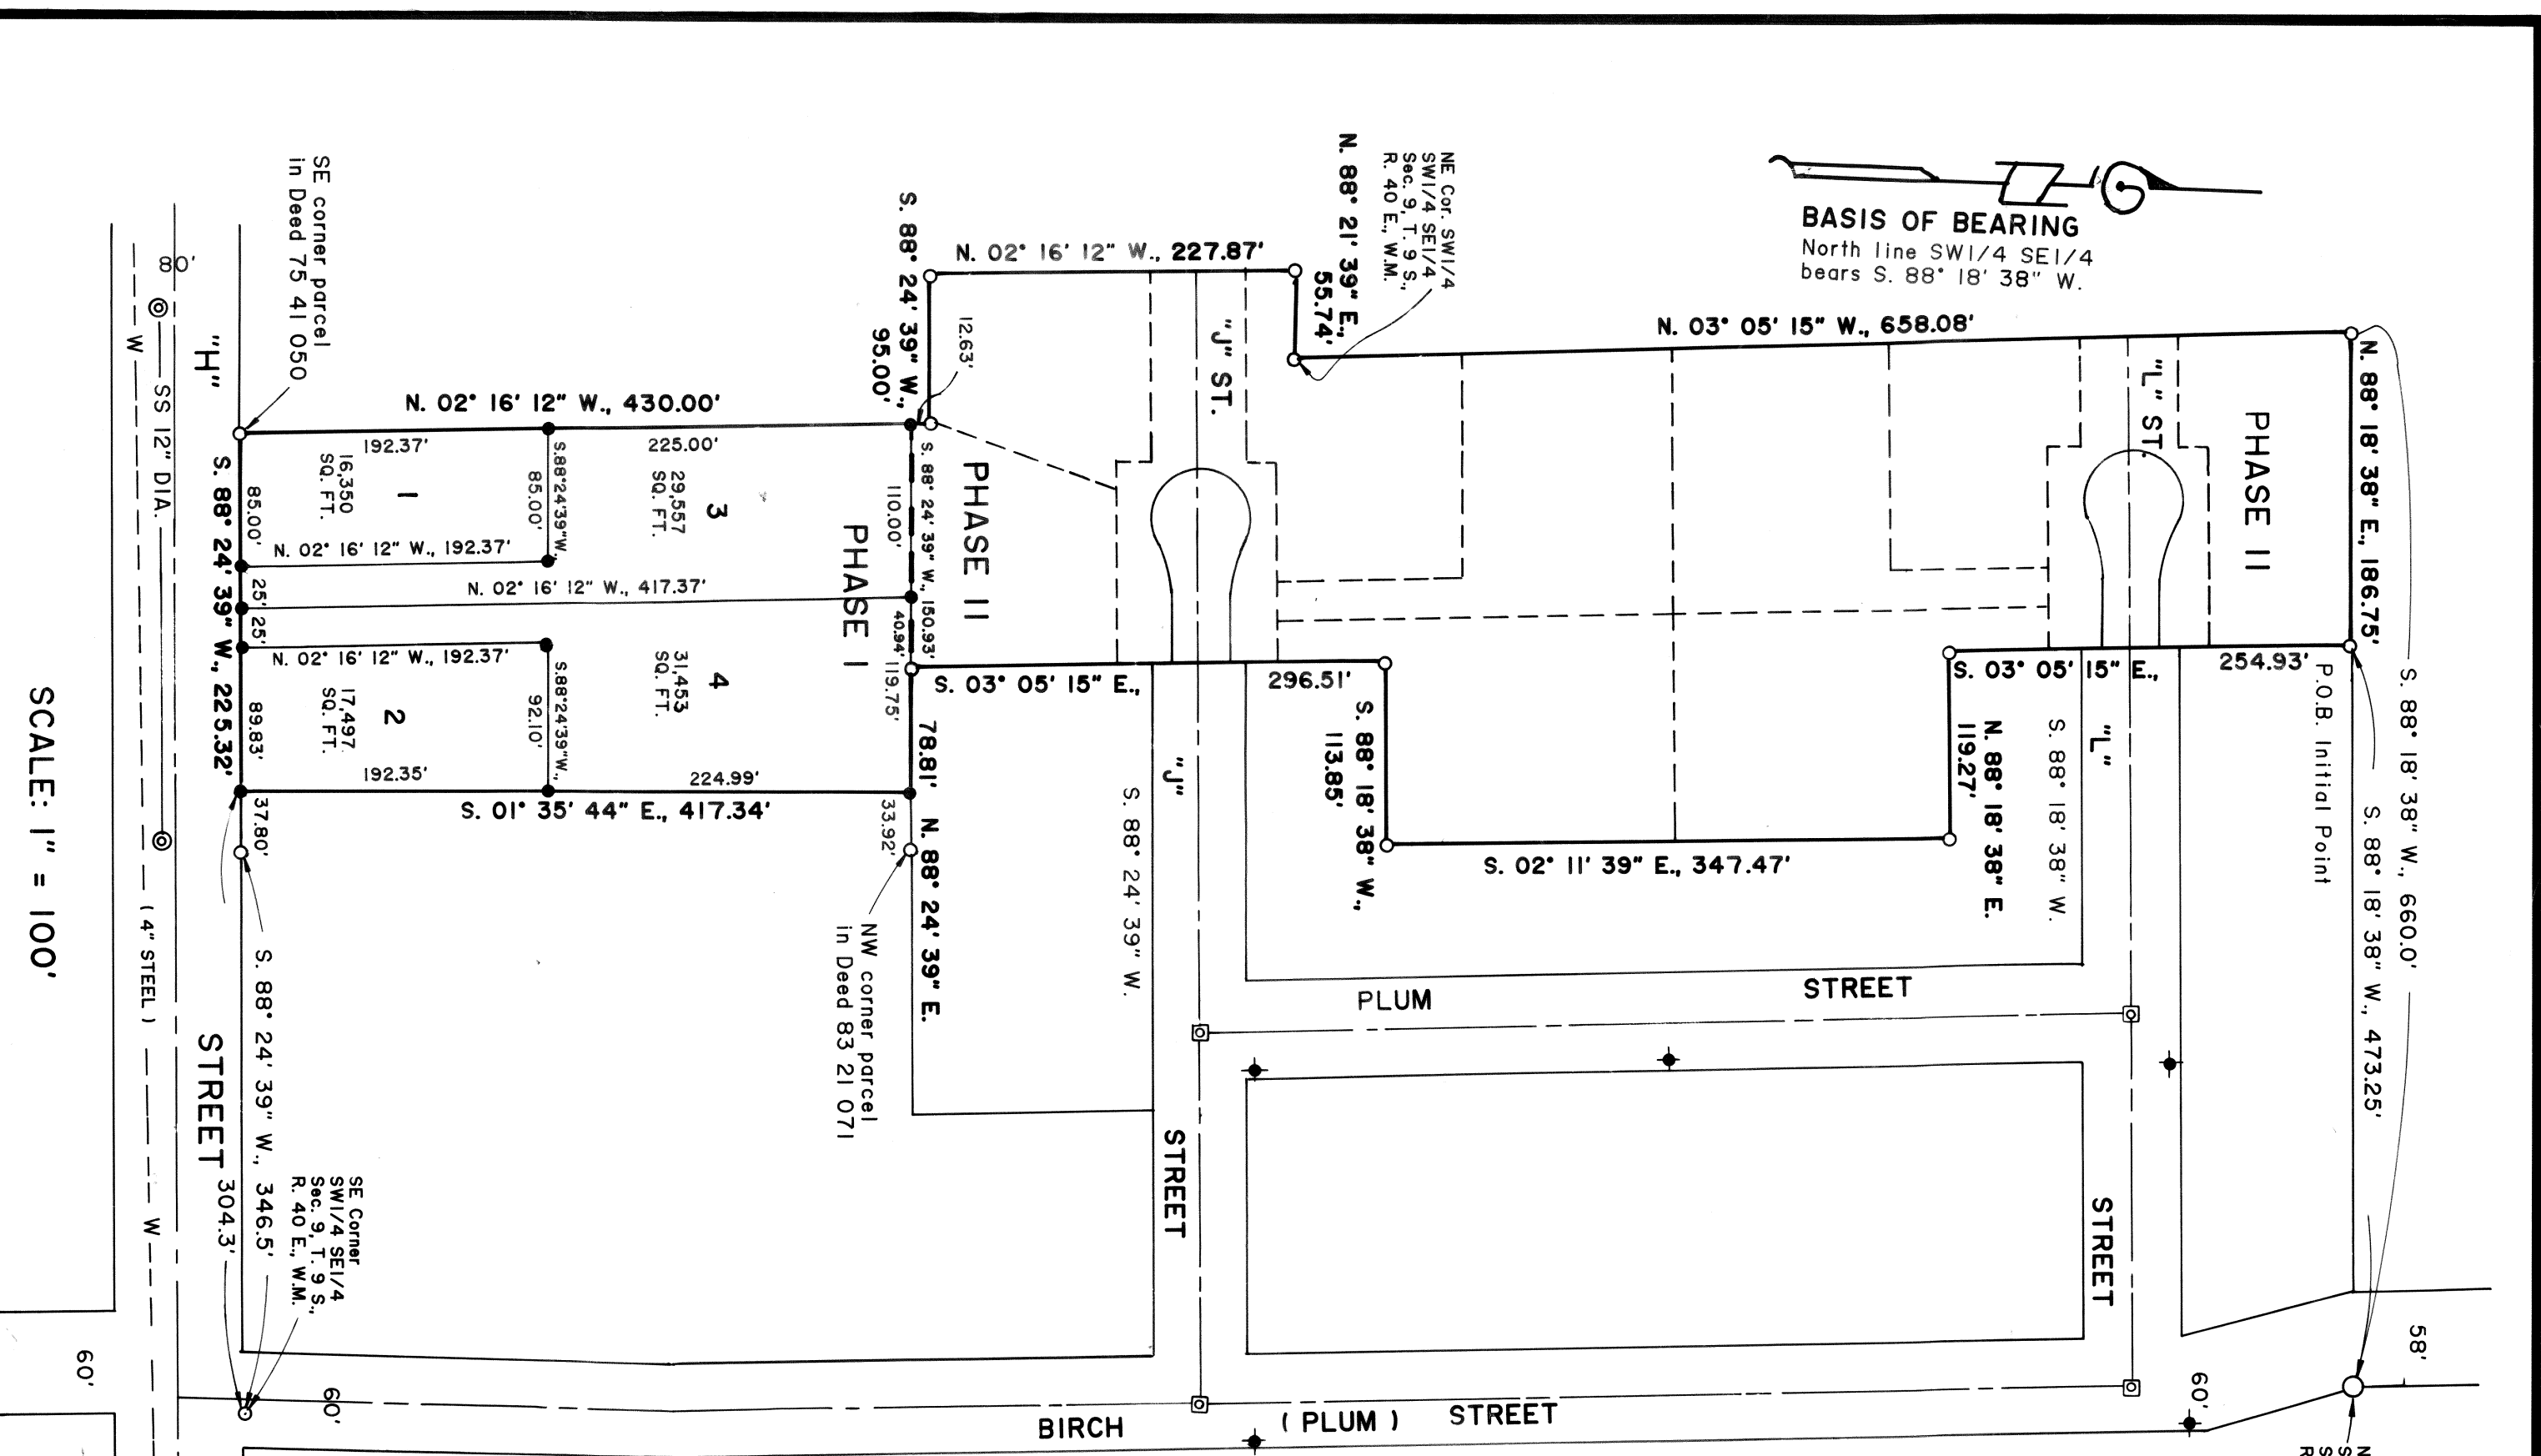 BASIS OF BEARING
North line SW1/4 SE1/4
bears S. 88° 18' 38" W.
NE Cor. SW1/4
SW1/4 SE1/4
Sec. 9, T. 9 S.,
R. 40 E., W.M.
N. 88° 21' 39" E.,
55.74'
N. 02° 16' 12" W., 227.87'
S. 88° 24' 39" W.,
95.00'
12.63'
N. 03° 05' 15" W., 658.08'
N. 88° 18' 38" E., 186.75'
"J" ST.
"L" ST.
PHASE II
254.93'
S. 03° 05' 15" E.,
P.O.B. Initial Point
S. 88° 18' 38" W., 660.0'
S. 88° 18' 38" W., 473.25'
N. 88° 18' 38" E.
119.27'
S. 88° 18' 38" W.
"L"
STREET
S. 02° 11' 39" E., 347.47'
S. 88° 18' 38" W.,
113.85'
296.51'
S. 03° 05' 15" E.,
PHASE II
PHASE I
S. 88° 24' 39" W., 150.93'
110.00'
40.94'
119.75'
78.81'
33.92'
N. 88° 24' 39" E.
NW corner parcel
in Deed 83 21 071
"J"
S. 88° 24' 39" W.
STREET
PLUM
STREET
SE corner parcel
in Deed 75 41 050
80'
W
SS 12" DIA.
"H"
N. 02° 16' 12" W., 430.00'
192.37'
225.00'
1
16,350
SQ. FT.
S.88°24'39"W.,
85.00'
3
29,557
SQ. FT.
85.00'
N. 02° 16' 12" W., 192.37'
25'
N. 02° 16' 12" W., 417.37'
25'
N. 02° 16' 12" W., 192.37'
2
17,497
SQ. FT.
S.88°24'39"W.,
92.10'
4
31,453
SQ. FT.
89.83'
192.35'
224.99'
S. 01° 35' 44" E., 417.34'
S. 88° 24' 39" W., 225.32'
37.80'
S. 88° 24' 39" W., 346.5'
304.3'
STREET
( 4" STEEL )
W
SE Corner
SW1/4 SE1/4
Sec. 9, T. 9 S.,
R. 40 E., W.M.
SCALE: 1" = 100'
60'
60'
BIRCH
( PLUM )
STREET
60'
58'
N
S
S
R